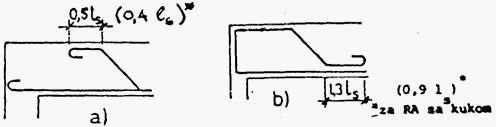 0,5lₛ (0,4 lₛ)*
a)
b)
1,3lₛ (0,9 lₛ)*
*za RA sa kukom